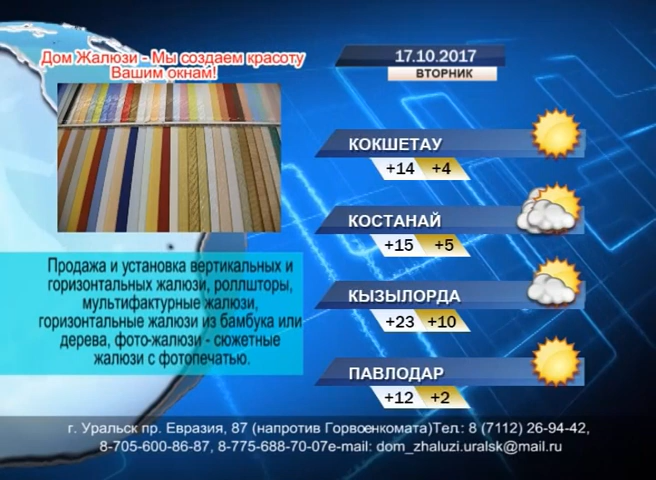 Дом Жалюзи - Мы создаем красоту
Вашим окнам!
Продажа и установка вертикальных и
горизонтальных жалюзи, роллшторы,
мультифактурные жалюзи,
горизонтальные жалюзи из бамбука или
дерева, фото-жалюзи - сюжетные
жалюзи с фотопечатью.
17.10.2017
ВТОРНИК
КОКШЕТАУ
+14 +4
КОСТАНАЙ
+15 +5
КЫЗЫЛОРДА
+23 +10
ПАВЛОДАР
+12 +2
г. Уральск пр. Евразия, 87 (напротив Горвоенкомата)Тел.: 8 (7112) 26-94-42,
8-705-600-86-87, 8-775-688-70-07e-mail: dom_zhaluzi.uralsk@mail.ru